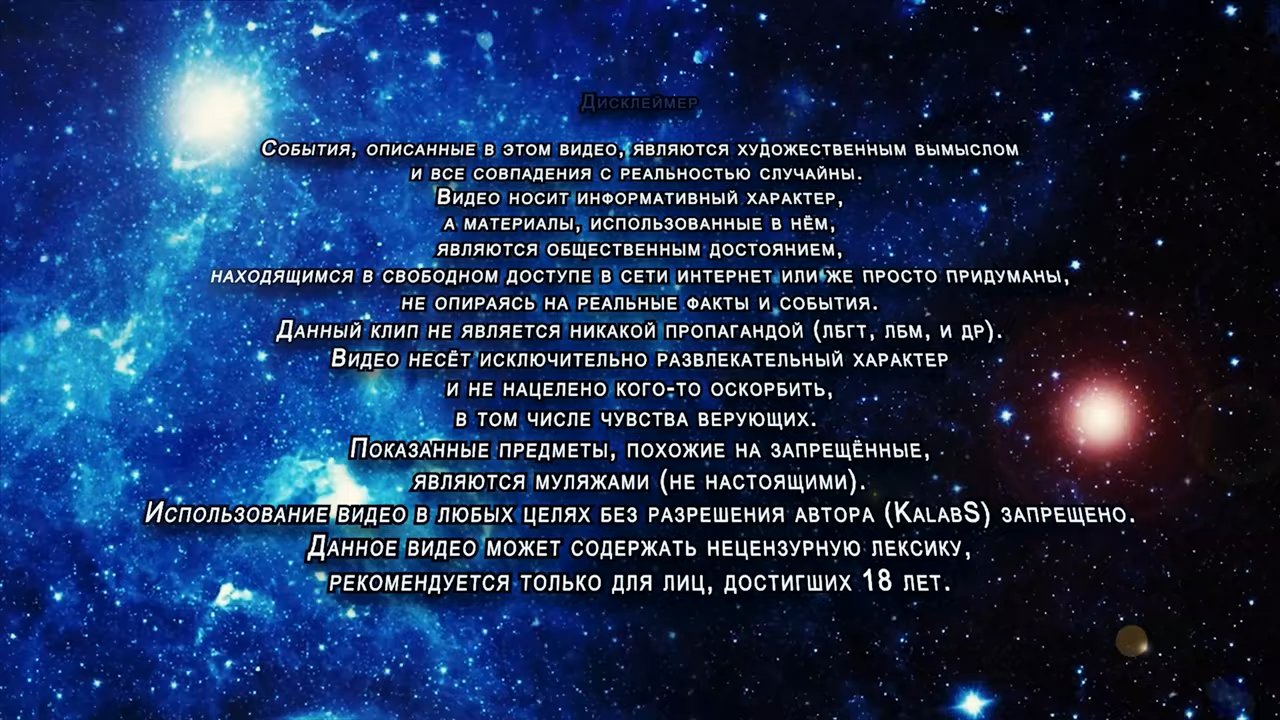 Дисклеймер
События, описанные в этом видео, являются художественным вымыслом
и все совпадения с реальностью случайны.
Видео носит информативный характер,
а материалы, использованные в нём,
являются общественным достоянием,
находящимся в свободном доступе в сети интернет или же просто придуманы,
не опираясь на реальные факты и события.
Данный клип не является никакой пропагандой (лбгт, лбм, и др).
Видео несёт исключительно развлекательный характер
и не нацелено кого-то оскорбить,
в том числе чувства верующих.
Показанные предметы, похожие на запрещённые,
являются муляжами (не настоящими).
Использование видео в любых целях без разрешения автора (KalabS) запрещено.
Данное видео может содержать нецензурную лексику,
рекомендуется только для лиц, достигших 18 лет.